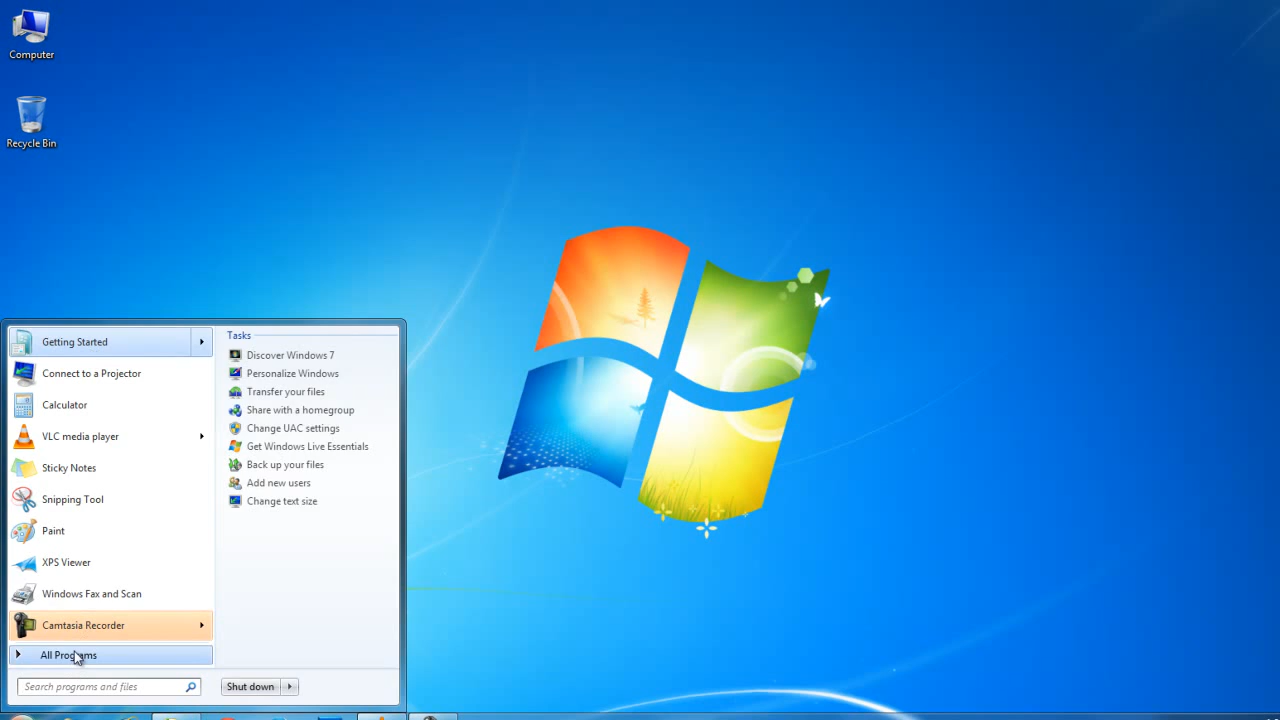 Computer
Recycle Bin
Getting Started
Connect to a Projector
Calculator
VLC media player
Sticky Notes
Snipping Tool
Paint
XPS Viewer
Windows Fax and Scan
Camtasia Recorder
All Programs
Search programs and files
Tasks
Discover Windows 7
Personalize Windows
Transfer your files
Share with a homegroup
Change UAC settings
Get Windows Live Essentials
Back up your files
Add new users
Change text size
Shut down